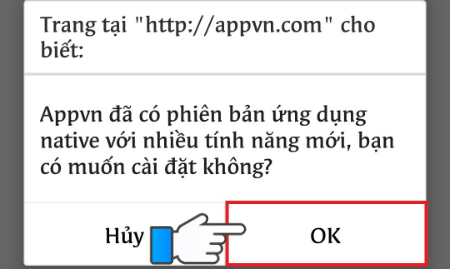 Trang tại "http://appvn.com" cho
biết:
Appvn đã có phiên bản ứng dụng
native với nhiều tính năng mới, bạn
có muốn cài đặt không?
Hủy OK